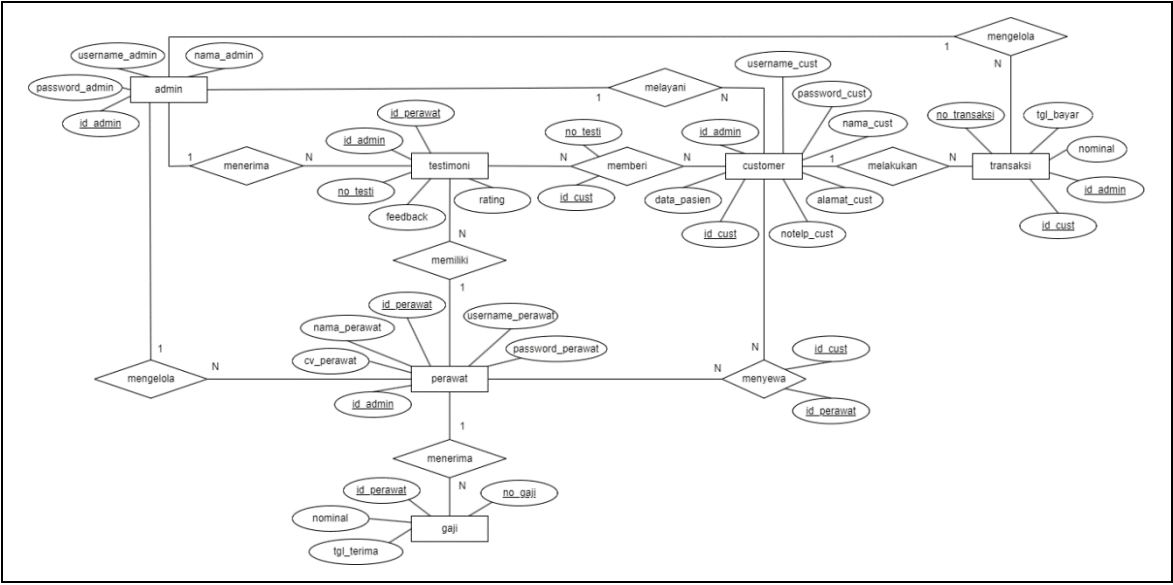 mengelola
1
N
username_admin
nama_admin
password_admin
admin
id_admin
melayani
1
N
username_cust
password_cust
nama_cust
id_admin
customer
data_pasien
id_cust
notelp_cust
alamat_cust
1
melakukan
N
no_transaksi
tgl_bayar
nominal
transaksi
id_admin
id_cust
1
menerima
N
id_perawat
id_admin
testimoni
no_testi
feedback
rating
no_testi
N
memberi
N
id_cust
N
memiliki
1
id_perawat
nama_perawat
username_perawat
cv_perawat
password_perawat
perawat
id_admin
1
mengelola
N
N
N
menyewa
id_cust
id_perawat
1
menerima
N
id_perawat
no_gaji
nominal
gaji
tgl_terima